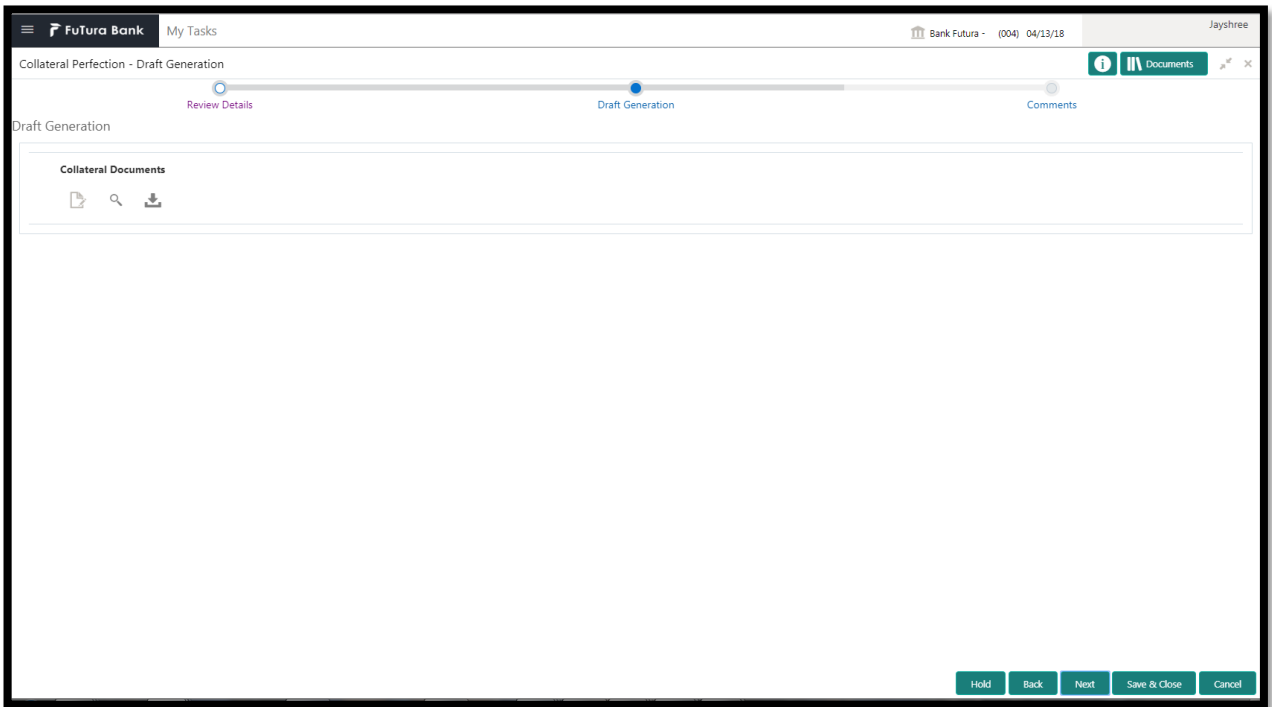 FuTura Bank My Tasks Bank Futura - (004) 04/13/18 Jayshree
Collateral Perfection - Draft Generation Documents
Review Details Draft Generation Comments
Draft Generation
Collateral Documents
Hold Back Next Save & Close Cancel